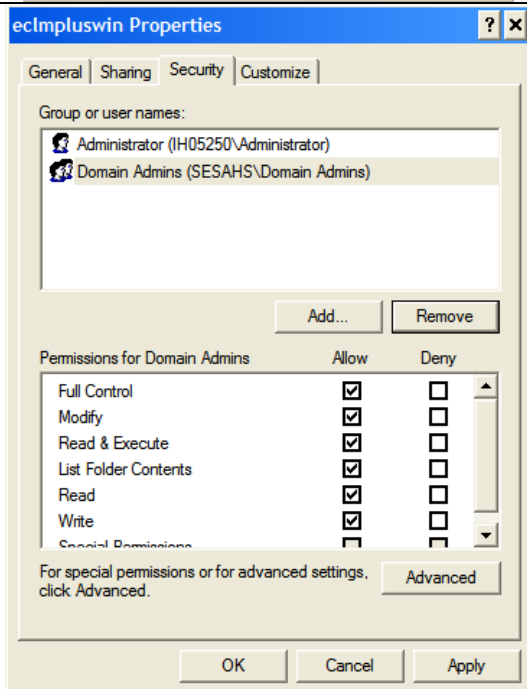 eclmpluswin Properties ? ×
General Sharing Security Customize
Group or user names:
Administrator (IH05250\Administrator)
Domain Admins (SESAHS\Domain Admins)
Add... Remove
Permissions for Domain Admins Allow Deny
Full Control
Modify
Read & Execute
List Folder Contents
Read
Write
Special Permissions
For special permissions or for advanced settings, Advanced
click Advanced.
OK Cancel Apply